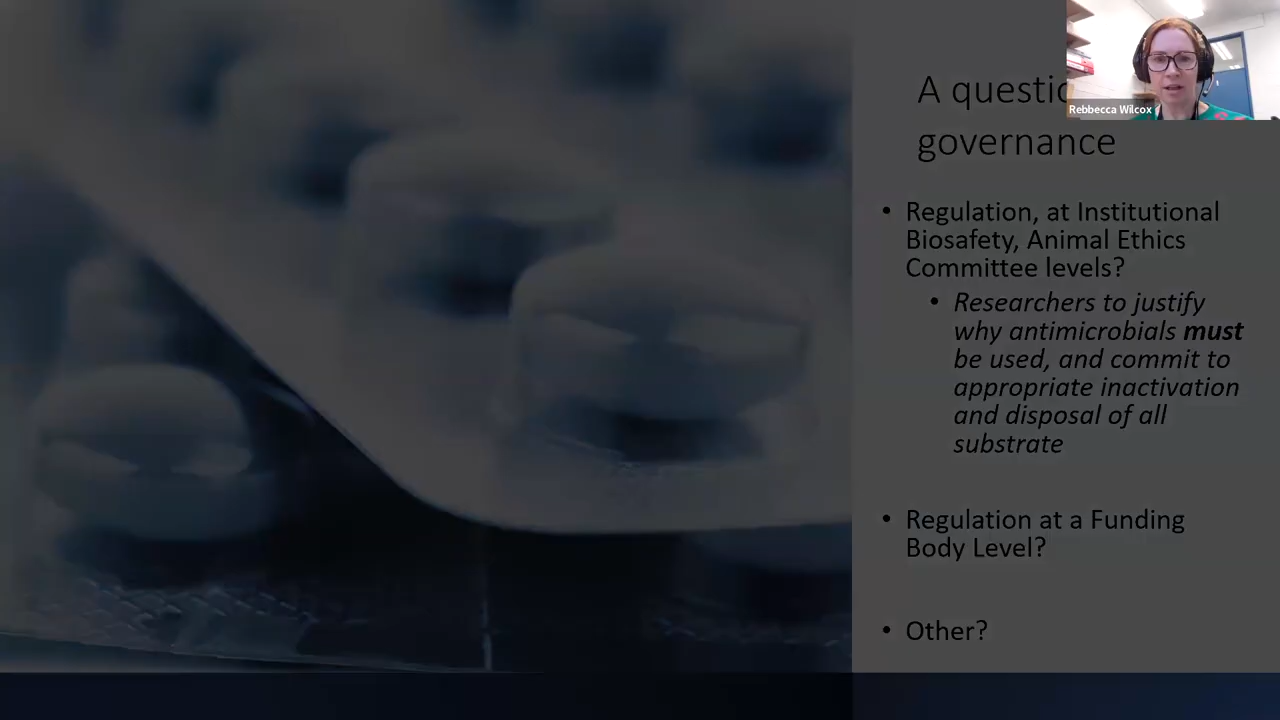 A questio
governance
Rebbecca Wilcox
• Regulation, at Institutional
Biosafety, Animal Ethics
Committee levels?
• Researchers to justify
why antimicrobials must
be used, and commit to
appropriate inactivation
and disposal of all
substrate
• Regulation at a Funding
Body Level?
• Other?